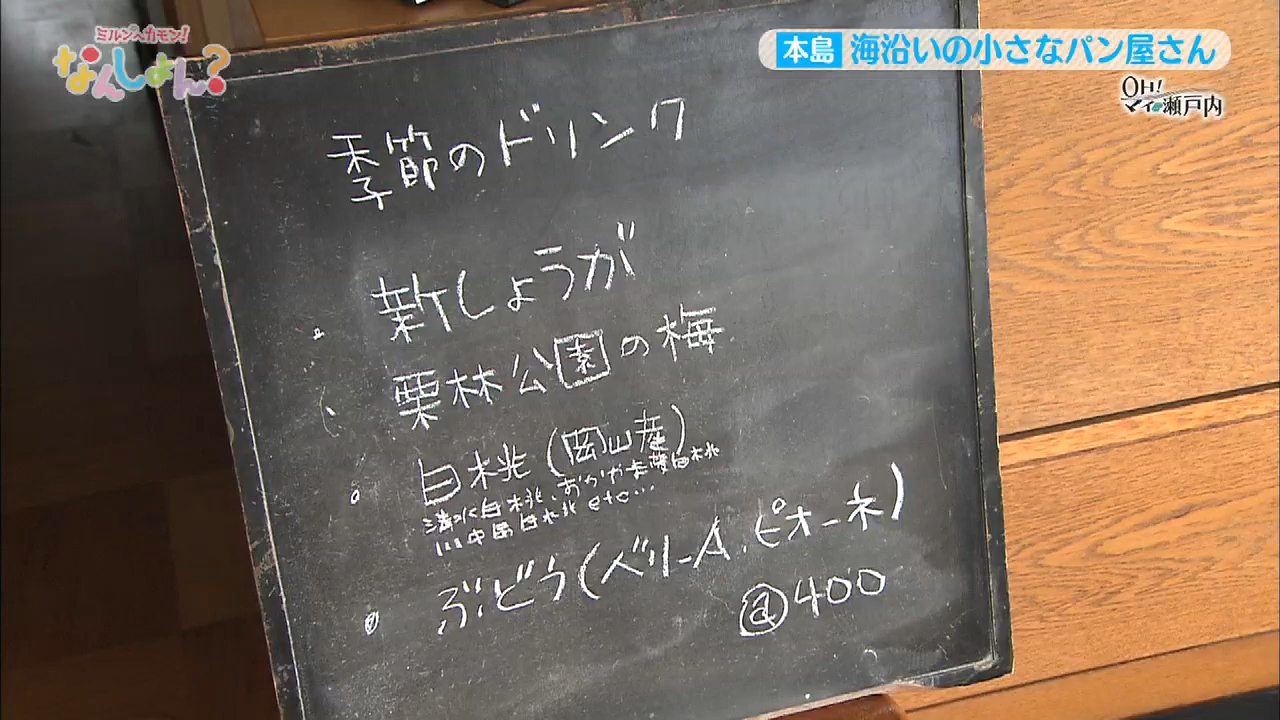 ミルジヘカモン!
なんしよん?
本島 海沿いの小さなパン屋さん
OH!
マイ瀬戸内
季節のドリンク
・新しょうが
・栗林公園の梅
・白桃(岡山産)
清水白桃、おかやま夢白桃
川中島白桃 etc...
・ぶどう(ベリーA、ピオーネ)
@400